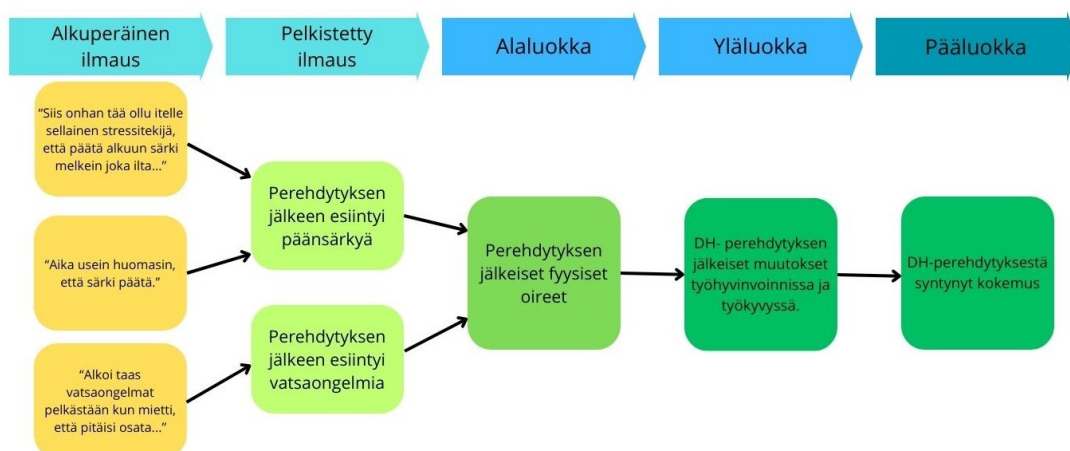 Alkuperäinen
ilmaus
Pelkistetty
ilmaus
Alaluokka
Yläluokka
Pääluokka
“Siis onhan tää ollu itelle
sellainen stressitekijä,
että päätä alkuun särki
melkein joka ilta...”
“Aika usein huomasin,
että särki päätä.”
“Alkoi taas
vatsaongelmat
pelkästään kun mietti,
että pitäisi osata...”
Perehdytyksen
jälkeen esiintyi
päänsärkyä
Perehdytyksen
jälkeen esiintyi
vatsaongelmia
Perehdytyksen
jälkeiset fyysiset
oireet
DH- perehdytyksen
jälkeiset muutokset
työhyvinvoinnissa ja
työkyvyssä.
DH-perehdytyksestä
syntynyt kokemus